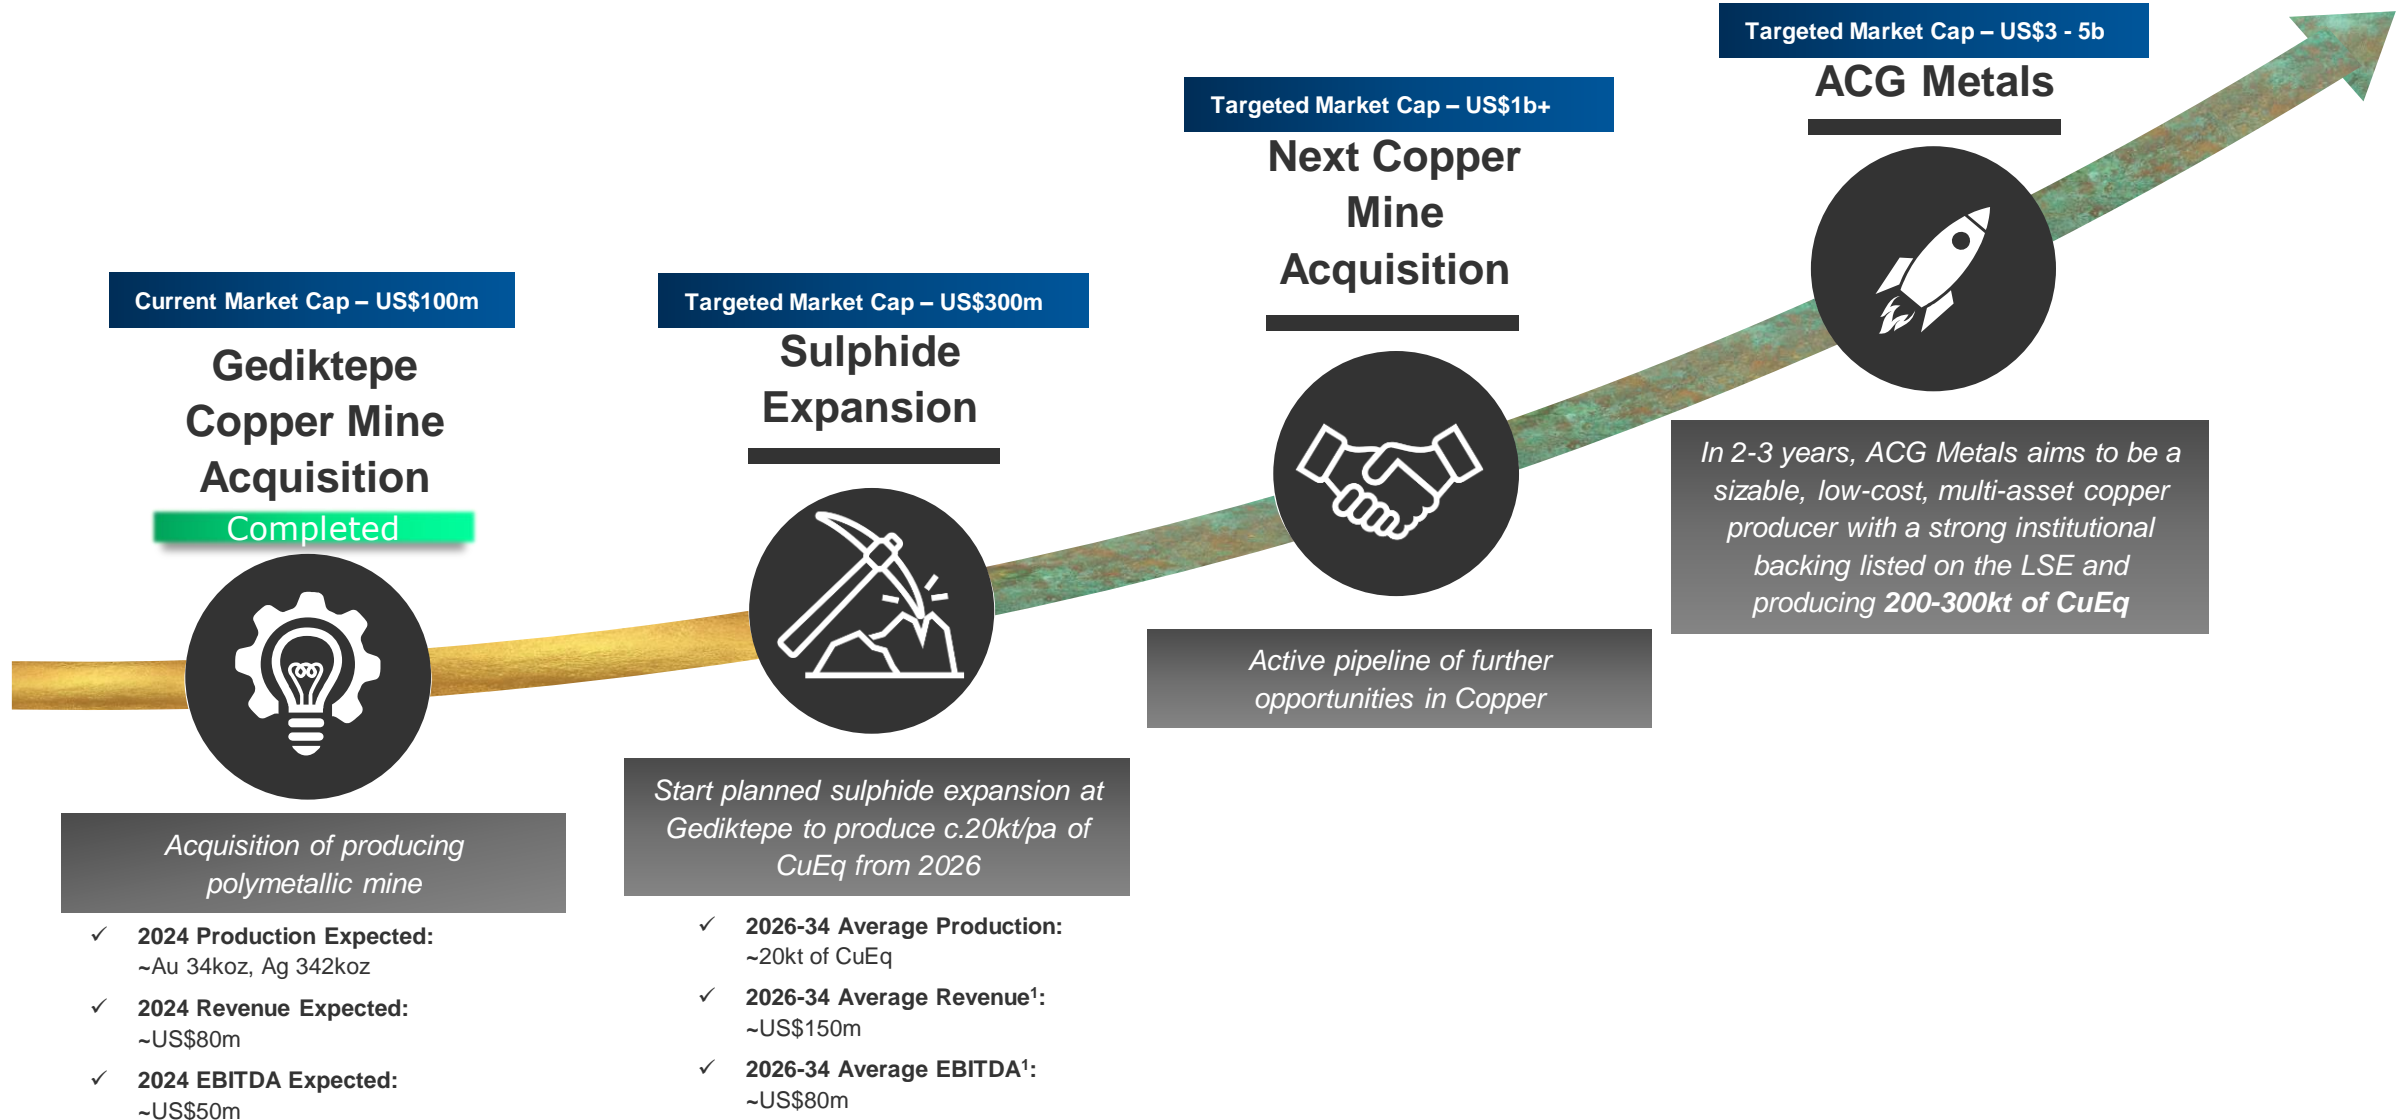 Current Market Cap – US$100m
Gediktepe
Copper Mine
Acquisition
Completed
Acquisition of producing
polymetallic mine
✓ 2024 Production Expected:
~Au 34koz, Ag 342koz
✓ 2024 Revenue Expected:
~US$80m
✓ 2024 EBITDA Expected:
~US$50m
Targeted Market Cap – US$300m
Sulphide
Expansion
Start planned sulphide expansion at
Gediktepe to produce c.20kt/pa of
CuEq from 2026
✓ 2026-34 Average Production:
~20kt of CuEq
✓ 2026-34 Average Revenue¹:
~US$150m
✓ 2026-34 Average EBITDA¹:
~US$80m
Targeted Market Cap – US$1b+
Next Copper
Mine
Acquisition
Active pipeline of further
opportunities in Copper
Targeted Market Cap – US$3 - 5b
ACG Metals
In 2-3 years, ACG Metals aims to be a
sizable, low-cost, multi-asset copper
producer with a strong institutional
backing listed on the LSE and
producing 200-300kt of CuEq